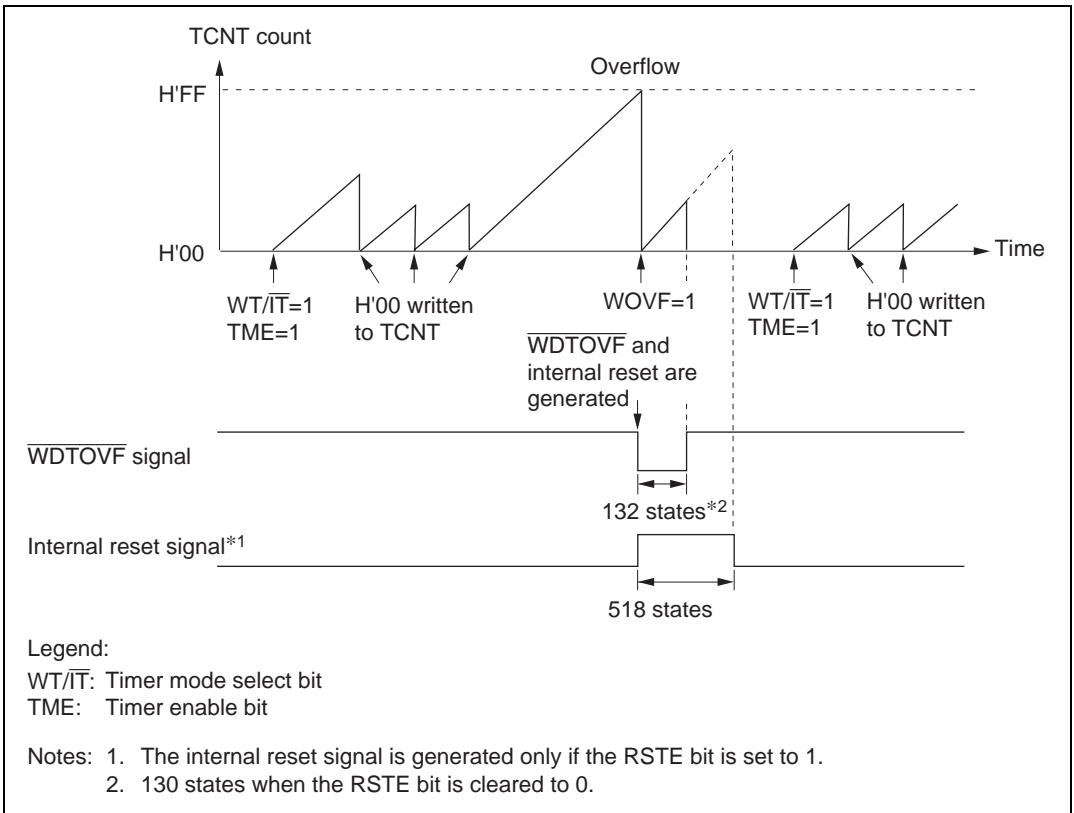 TCNT count
Overflow
H'FF
H'00
Time
WT/IT=1
TME=1
H'00 written
to TCNT
WOVF=1
WT/IT=1
TME=1
H'00 written
to TCNT
WDTOVF and
internal reset are
generated
WDTOVF signal
132 states*2
Internal reset signal*1
518 states
Legend:
WT/IT: Timer mode select bit
TME: Timer enable bit
Notes: 1. The internal reset signal is generated only if the RSTE bit is set to 1.
2. 130 states when the RSTE bit is cleared to 0.